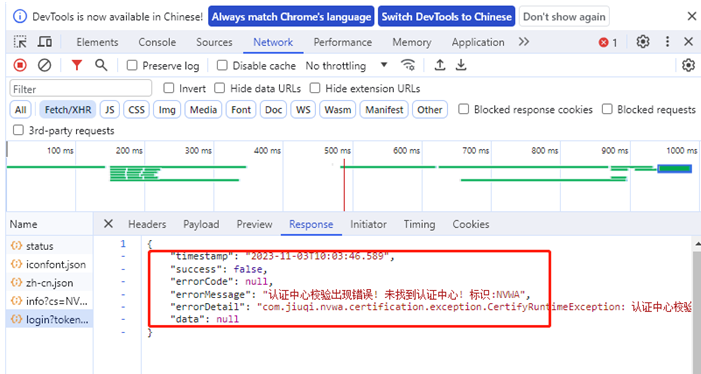 DevTools is now available in Chinese! Always match Chrome's language Switch DevTools to Chinese Don't show again
Elements Console Sources Network Performance Memory Application 1
Preserve log Disable cache No throttling
Filter Invert Hide data URLs Hide extension URLs
All Fetch/XHR JS CSS Img Media Font Doc WS Wasm Manifest Other Blocked response cookies Blocked requests
3rd-party requests
100 ms 200 ms 300 ms 400 ms 500 ms 600 ms 700 ms 800 ms 900 ms 1000 ms
Name Headers Payload Preview Response Initiator Timing Cookies
status
iconfont.json
zh-cn.json
info?cs=NV...
login?token...
1 {
- "timestamp": "2023-11-03T10:03:46.589",
- "success": false,
- "errorCode": null,
- "errorMessage": "认证中心校验出现错误! 未找到认证中心! 标识:NVWA",
- "errorDetail": "com.jiuqi.nvwa.certification.exception.CertifyRuntimeException: 认证中心校验
- "data": null
- }